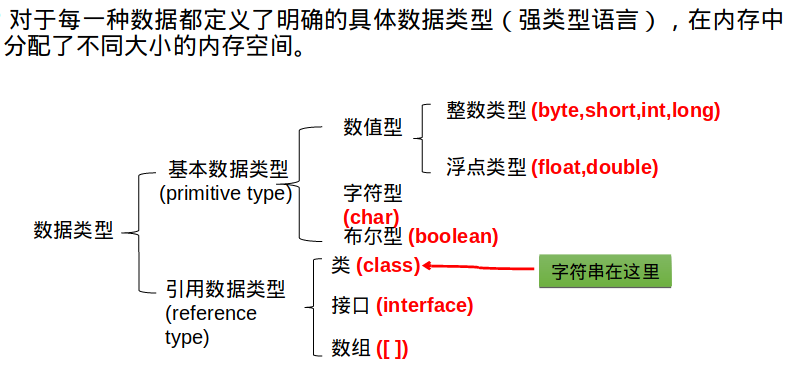 对于每一种数据都定义了明确的具体数据类型（强类型语言），在内存中
分配了不同大小的内存空间。
整数类型 (byte,short,int,long)
数值型
浮点类型 (float,double)
基本数据类型
(primitive type)
字符型
(char)
布尔型 (boolean)
数据类型
类 (class)
字符串在这里
引用数据类型
(reference
type)
接口 (interface)
数组 ([ ])